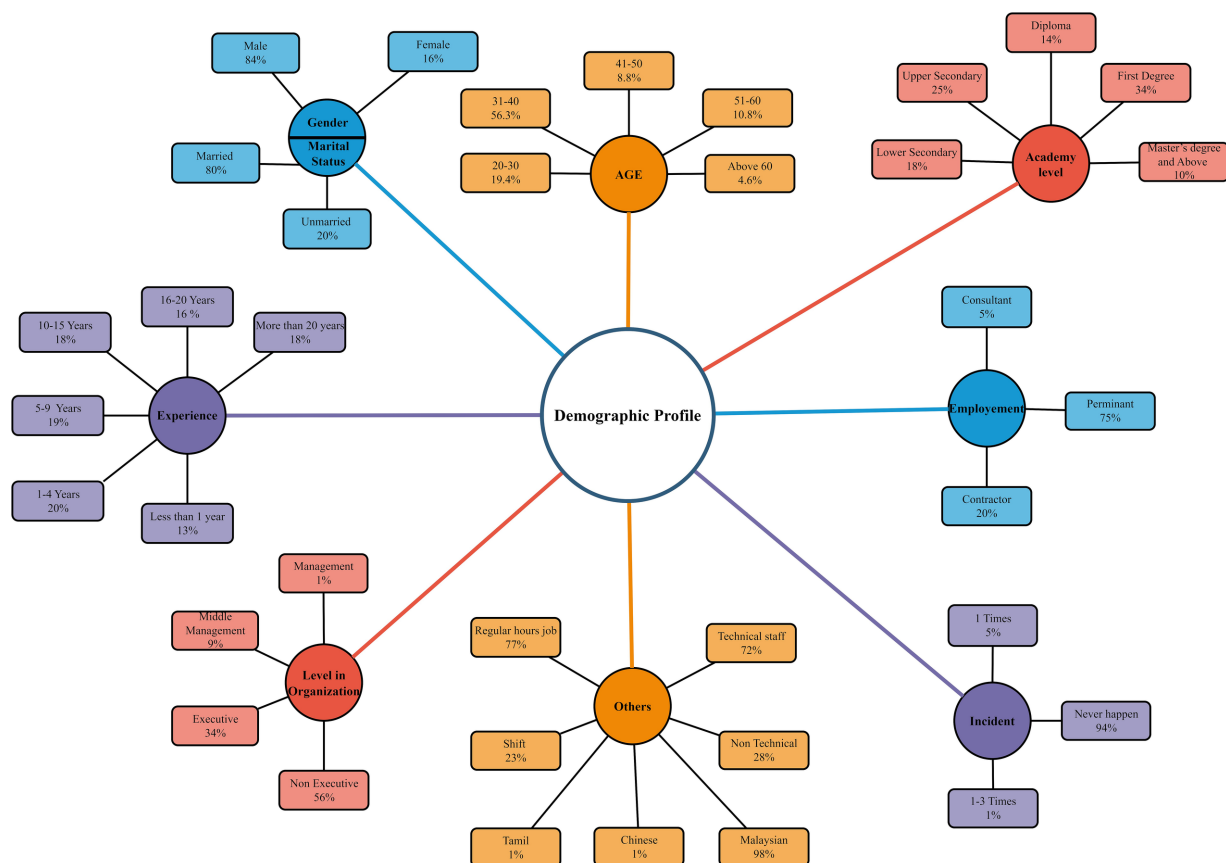 Male
84%
Female
16%
Gender
Marital
Status
Married
80%
Unmarried
20%
41-50
8.8%
31-40
56.3%
51-60
10.8%
20-30
19.4%
Above 60
4.6%
AGE
Diploma
14%
Upper Secondary
25%
First Degree
34%
Lower Secondary
18%
Master's degree
and Above
10%
Academy
level
16-20 Years
16 %
10-15 Years
18%
More than 20 years
18%
5-9 Years
19%
Experience
1-4 Years
20%
Less than 1 year
13%
Demographic Profile
Consultant
5%
Employement
Perminant
75%
Contractor
20%
Management
1%
Middle
Management
9%
Level in
Organization
Executive
34%
Non Executive
56%
Regular hours job
77%
Technical staff
72%
Others
Shift
23%
Non Technical
28%
Tamil
1%
Chinese
1%
Malaysian
98%
1 Times
5%
Incident
Never happen
94%
1-3 Times
1%